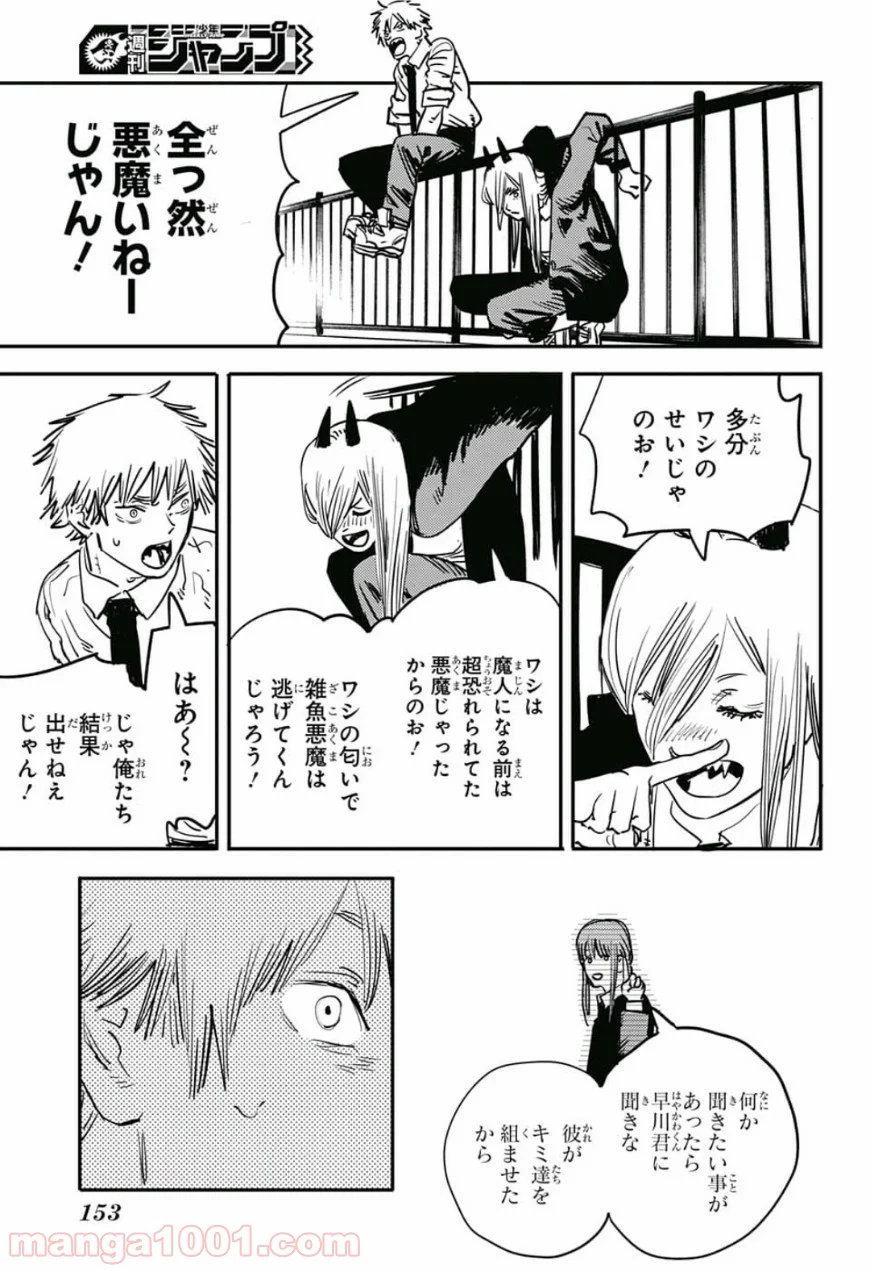 週刊
少年
ジャンプ
全っ然
悪魔いねー
じゃん!
多分
ワシの
せいじゃ
のお!
ワシは
魔人になる前は
超恐れられてた
悪魔じゃった
からのお!
ワシの匂いで
雑魚悪魔は
逃げてくん
じゃろう!
はあ〜?
じゃ俺たち
結果
出せねえ
じゃん!
何か
聞きたい事が
あったら
早川君に
聞きな
彼が
キミ達を
組ませた
から
153
manga1001.com